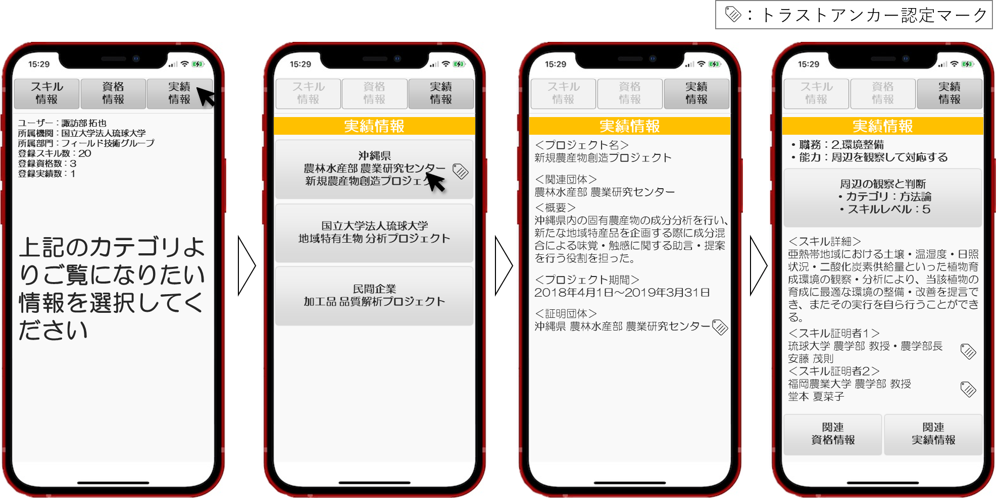 ：トラストアンカー認定マーク
15:29
スキル
情報
資格
情報
実績
情報
ユーザー：諏訪部 拓也
所属機関：国立大学法人琉球大学
所属部門：フィールド技術グループ
登録スキル数：20
登録資格数：3
登録実績数：1
上記のカテゴリよ
りご覧になりたい
情報を選択してく
ださい
15:29
スキル
情報
資格
情報
実績
情報
実績情報
沖縄県
農林水産部 農業研究センター
新規農産物創造プロジェク
国立大学法人琉球大学
地域特有生物 分析プロジェクト
民間企業
加工品 品質解析プロジェクト
15:29
スキル
情報
資格
情報
実績
情報
実績情報
＜プロジェクト名＞
新規農産物創造プロジェクト
＜関連団体＞
農林水産部 農業研究センター
＜概要＞
沖縄県内の固有農産物の成分分析を行い、
新たな地域特産品を企画する際に成分混
合による味覚・触感に関する助言・提案
を行う役割を担った。
＜プロジェクト期間＞
2018年4月1日～2019年3月31日
＜証明団体＞
沖縄県 農林水産部 農業研究センター
15:29
スキル
情報
資格
情報
実績
情報
実績情報
・職務：2.環境整備
・能力：周辺を観察して対応する
周辺の観察と判断
・カテゴリ：方法論
・スキルレベル：5
＜スキル詳細＞
亜熱帯地域における土壌・温湿度・日照
状況・二酸化炭素供給量といった植物育
成環境の観察・分析により、当該植物の
育成に最適な環境の整備・改善を提言で
き、またその実行を自ら行うことができ
る。
＜スキル証明者1＞
琉球大学 農学部 教授・農学部長
安藤 茂則
＜スキル証明者2＞
福岡農業大学 農学部 教授
堂本 夏菜子
関連
資格情報
関連
実績情報